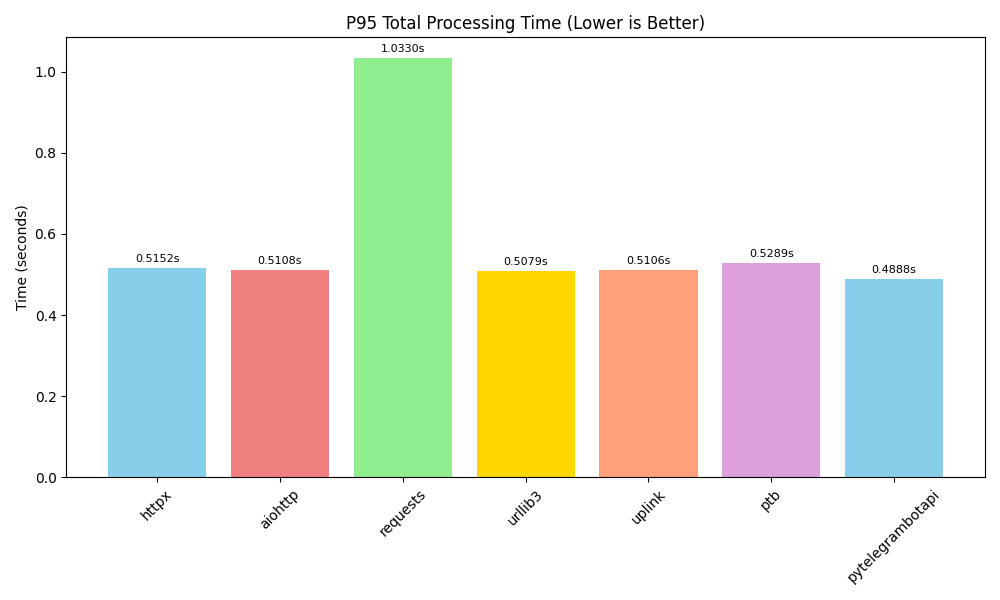 P95 Total Processing Time (Lower is Better)
Time (seconds)
1.0
0.8
0.6
0.4
0.2
0.0
0.5152s
0.5108s
1.0330s
0.5079s
0.5106s
0.5289s
0.4888s
httpx
aiohttp
requests
urllib3
uplink
ptb
pytelegrambotapi